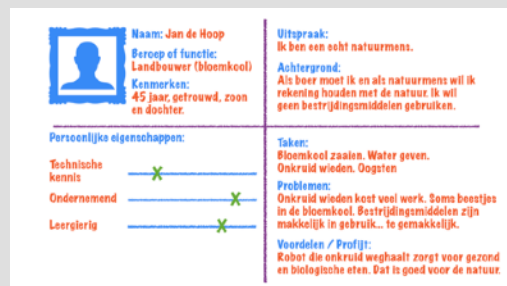 Naam: Jan de Hoop
Beroep of functie:
Landbouwer (bloemkool)
Kenmerken:
45 jaar, getrouwd, zoon
en dochter.
Uitspraak:
Ik ben een echt natuurmens.
Achtergrond:
Als boer moet ik en als natuurmens wil ik
rekening houden met de natuur. Ik wil
geen bestrijdingsmiddelen gebruiken.
Persoonlijke eigenschappen:
Technische
kennis
Ondernemend
Leergierig
Taken:
Bloemkool zaaien. Water geven.
Onkruid wieden. Oogsten
Problemen:
Onkruid wieden kost veel werk. Soms beestjes
in de bloemkool. Bestrijdingsmiddelen zijn
makkelijk in gebruik... te gemakkelijk.
Voordelen / Profijt:
Robot die onkruid weghaalt zorgt voor gezond
en biologische eten. Dat is goed voor de natuur.